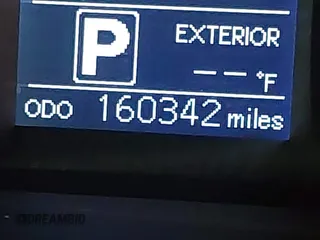 P EXTERIOR
-- °F
ODO 160342 miles